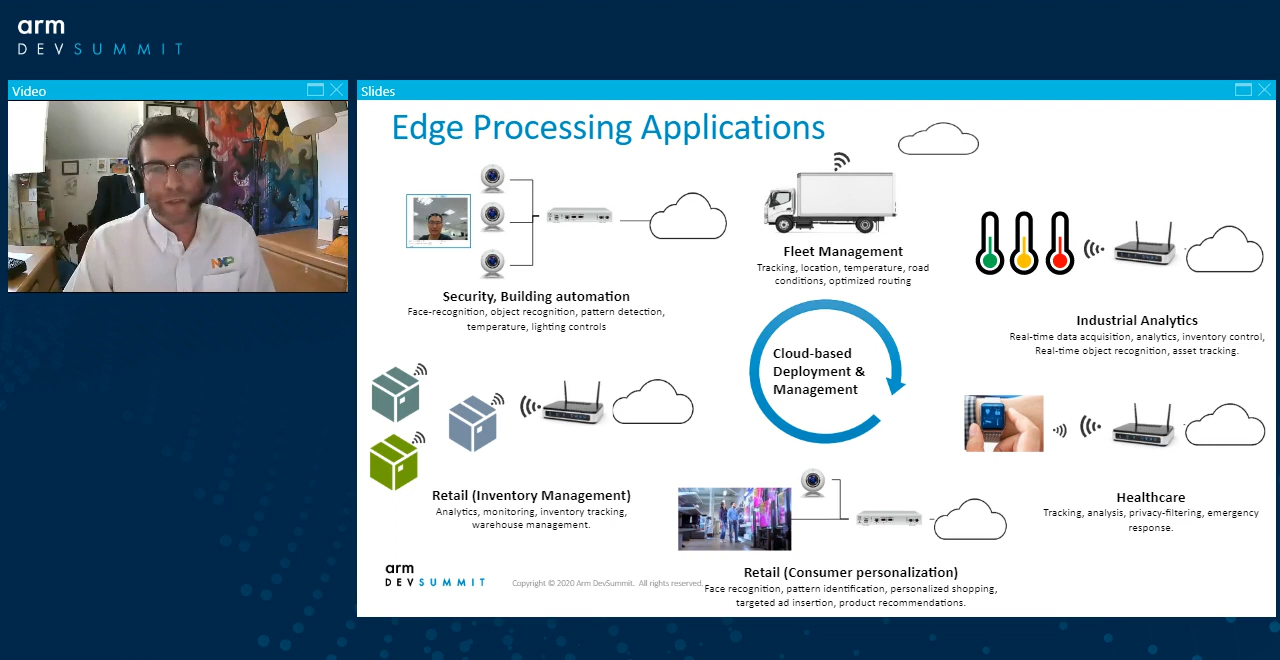 arm
DEVSUMMIT
Video
Slides
NXP
Edge Processing Applications
Security, Building automation
Face-recognition, object recognition, pattern detection,
temperature, lighting controls
Fleet Management
Tracking, location, temperature, road
conditions, optimized routing
Industrial Analytics
Real-time data acquisition, analytics, inventory control,
Real-time object recognition, asset tracking.
Cloud-based
Deployment &
Management
Retail (Inventory Management)
Analytics, monitoring, inventory tracking,
warehouse management.
Healthcare
Tracking, analysis, privacy-filtering, emergency
response.
Retail (Consumer personalization)
Face recognition, pattern identification, personalized shopping,
targeted ad insertion, product recommendations.
arm
DEVSUMMIT
Copyright © 2020 Arm DevSummit. All rights reserved.